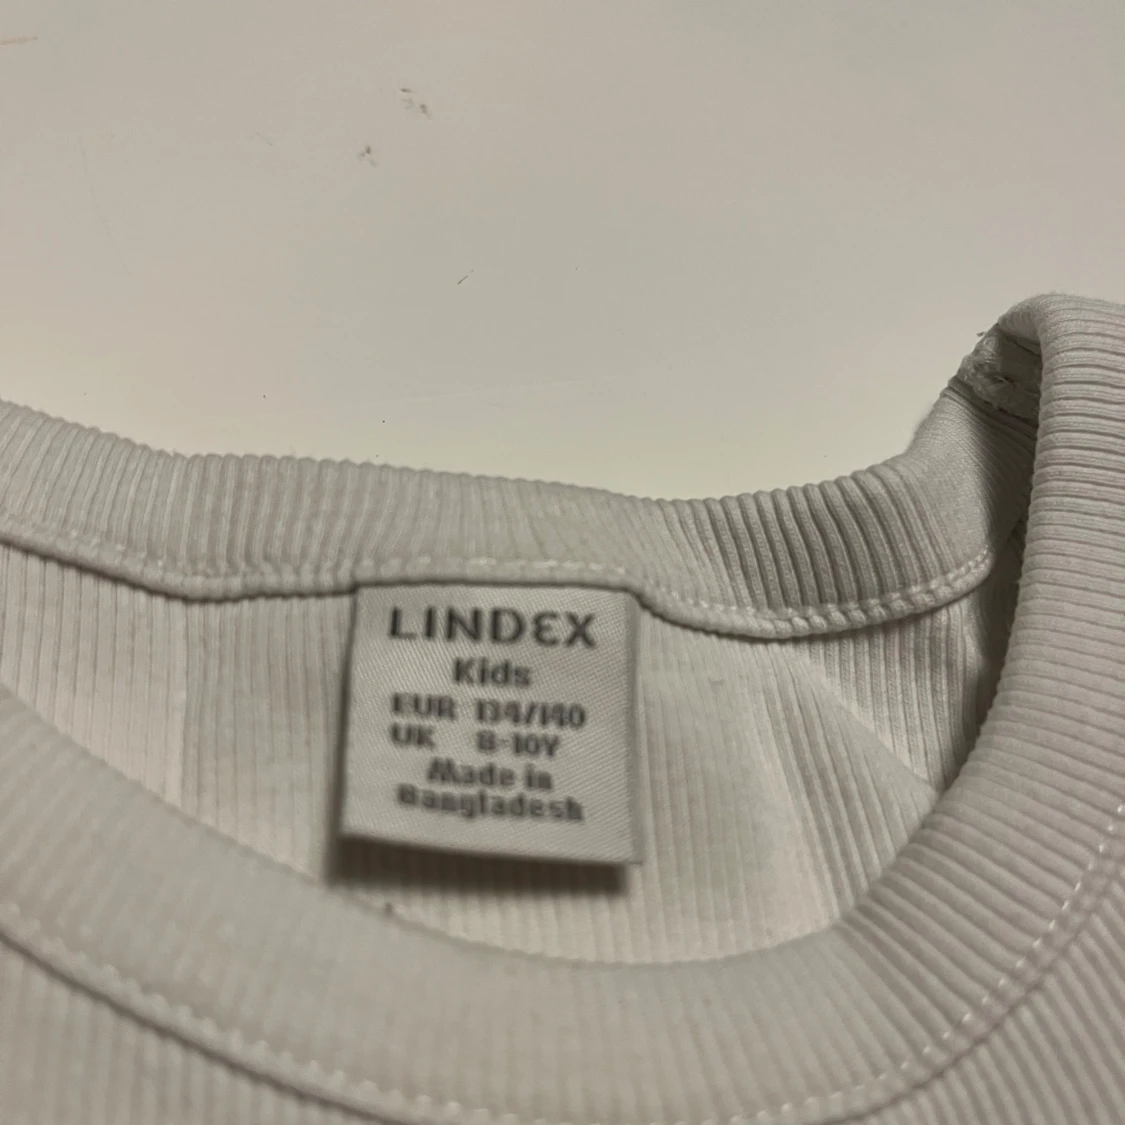 LINDEX
Kids
EUR 134/140
UK 8-10Y
Made in
Bangladesh